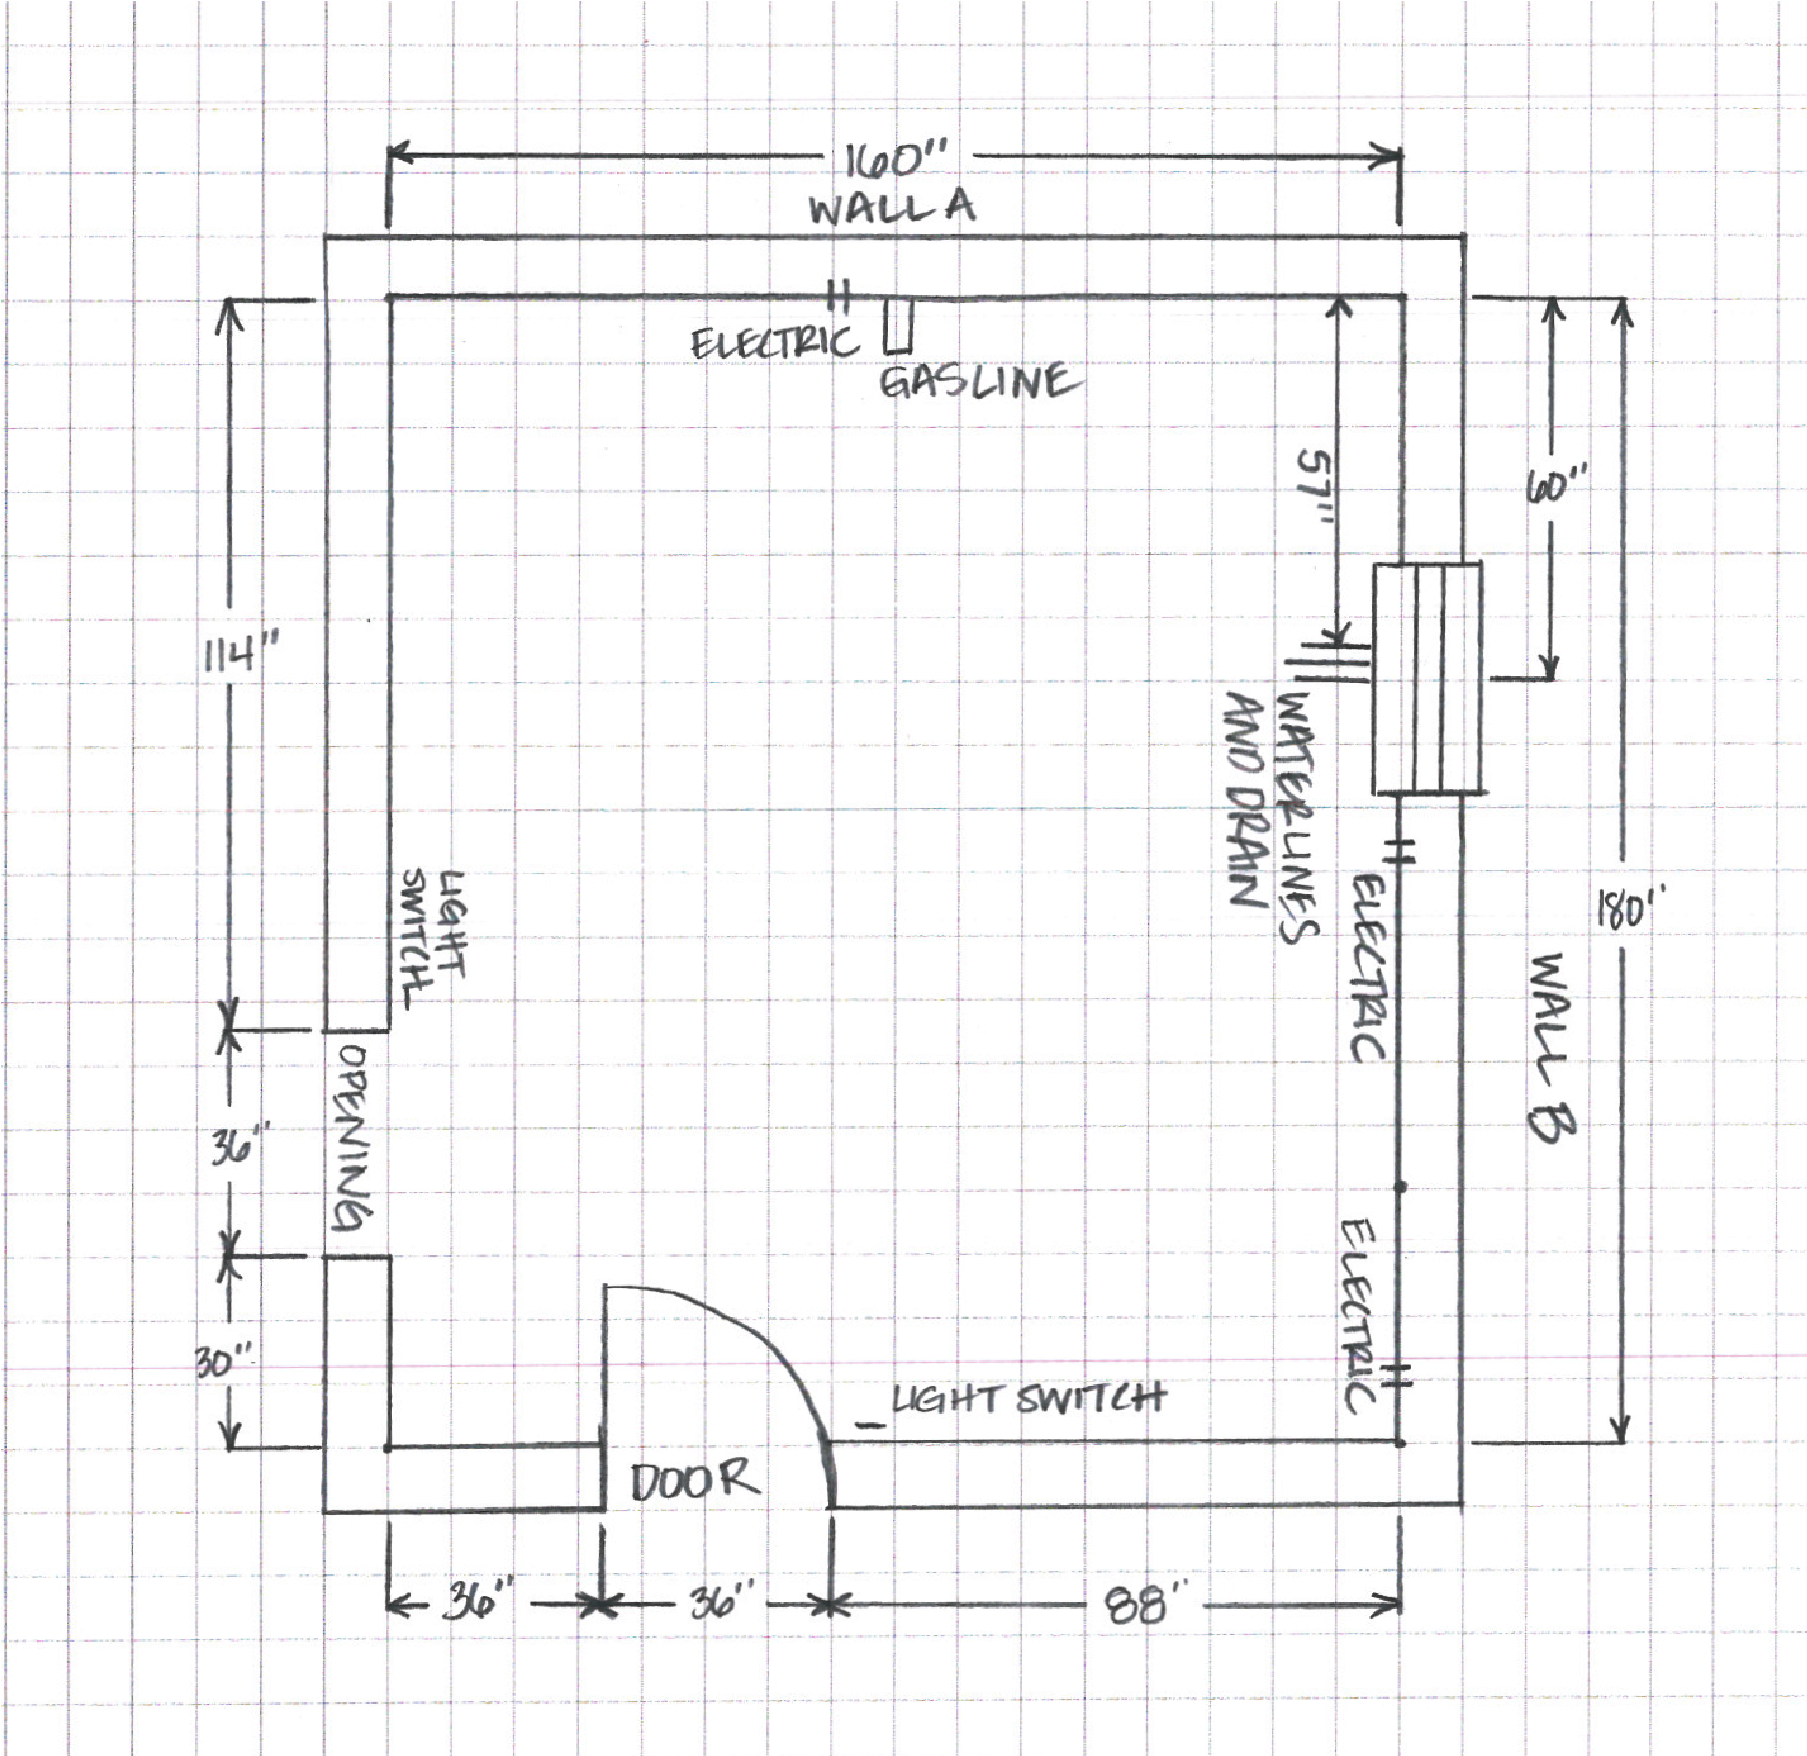 160"
WALL A
ELECTRIC
GASLINE
57"
60"
114"
WATERLINES
AND DRAIN
LIGHT
SWITCH
ELECTRIC
180"
WALL B
OPENING
36"
ELECTRIC
30"
LIGHT SWITCH
DOOR
36"
36"
88"